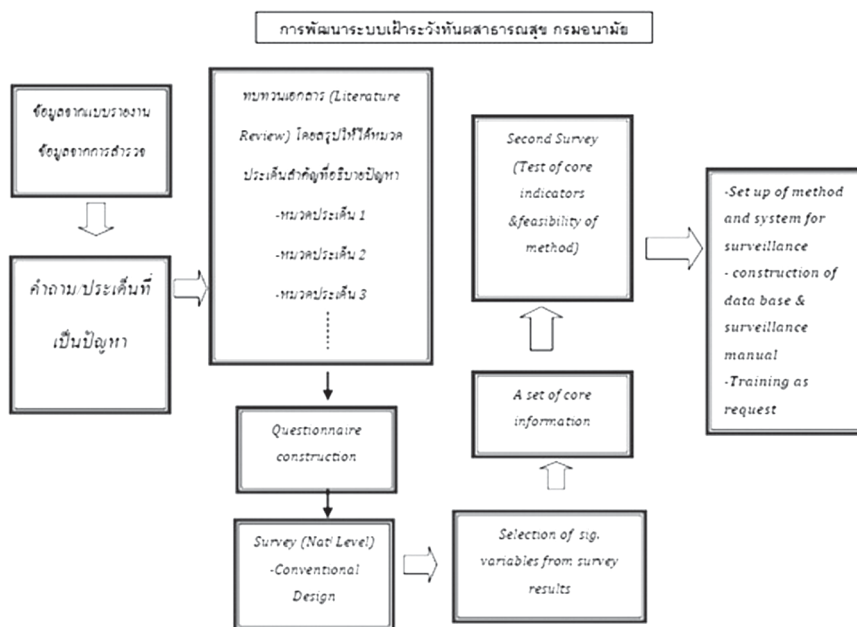 การพัฒนาระบบเฝ้าระวังทันตสาธารณสุข กรมอนามัย
ข้อมูลจากแบบรายงาน
ข้อมูลจากการสำรวจ
คำถาม/ประเด็นที่
เป็นปัญหา
ทบทวนเอกสาร (Literature
Review) โดยสรุปให้ได้หมวด
ประเด็นสำคัญที่อธิบายปัญหา
-หมวดประเด็น 1
-หมวดประเด็น 2
-หมวดประเด็น 3
Questionnaire
construction
Survey (Nat'l Level)
-Conventional
Design
Selection of sig.
variables from survey
results
A set of core
information
Second Survey
(Test of core
indicators
&feasibility of
method)
-Set up of method
and system for
surveillance
- construction of
data base &
surveillance
manual
-Training as
request